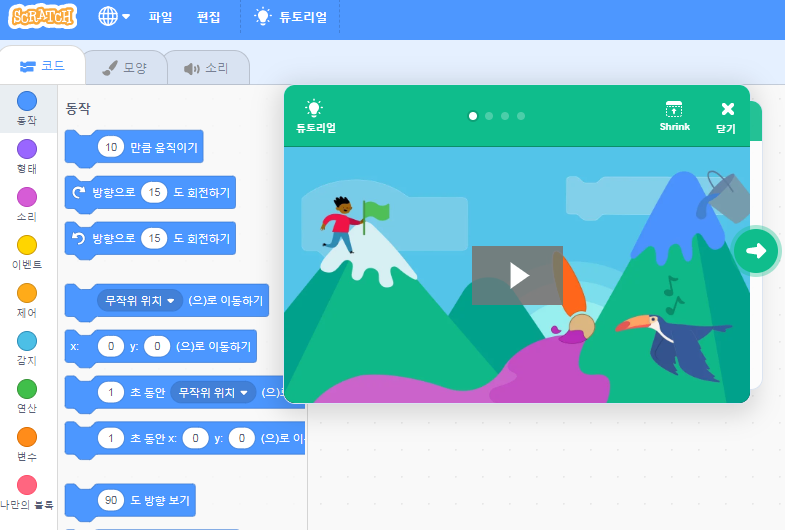 SCRATCH 파일 편집 튜토리얼
코드 모양 소리
동작
형태
소리
이벤트
제어
감지
연산
변수
나만의 블록
동작
10 만큼 움직이기
방향으로 15 도 회전하기
방향으로 15 도 회전하기
무작위 위치 (으)로 이동하기
x: 0 y: 0 (으)로 이동하기
1 초 동안 무작위 위치 (으)로
1 초 동안 x: 0 y: 0 (으)로 이
90 도 방향 보기
튜토리얼
Shrink
닫기